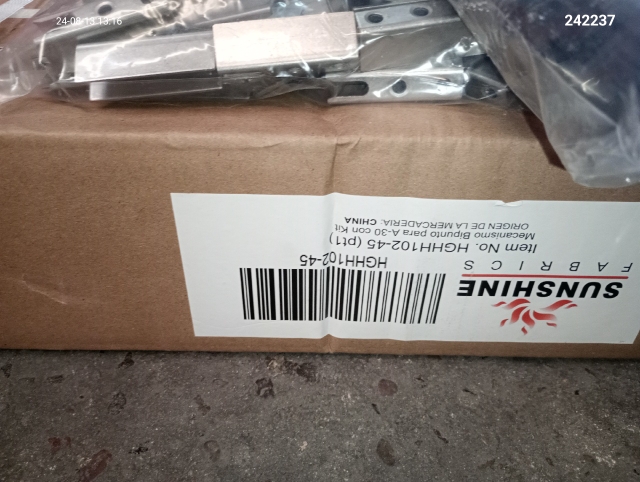 24-08-13 13:16
242237
SUNSHINE
FABRICS
HGHH102-45
Item No. HGHH102-45 (pt1)
Mecanismo Bipunto para A-30 con Kit
ORIGEN DE LA MERCADERIA: CHINA